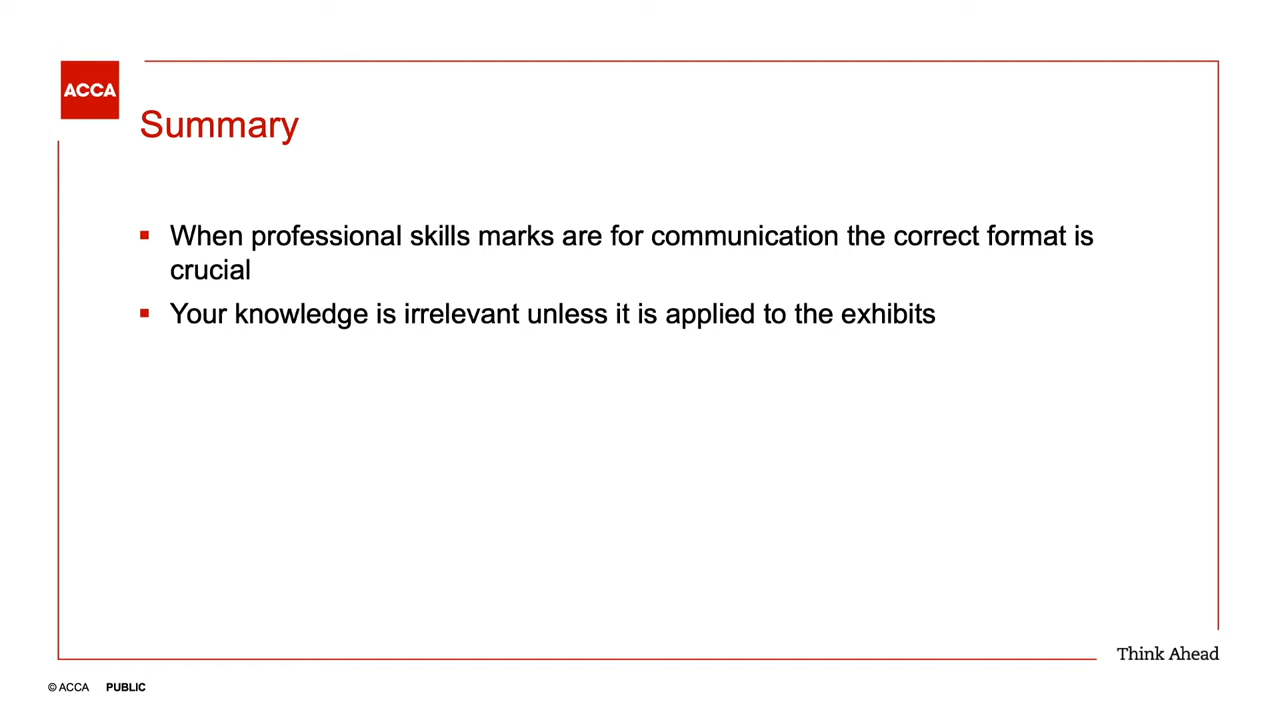 ACCA
Summary
▪ When professional skills marks are for communication the correct format is
crucial
▪ Your knowledge is irrelevant unless it is applied to the exhibits
Think Ahead
© ACCA PUBLIC